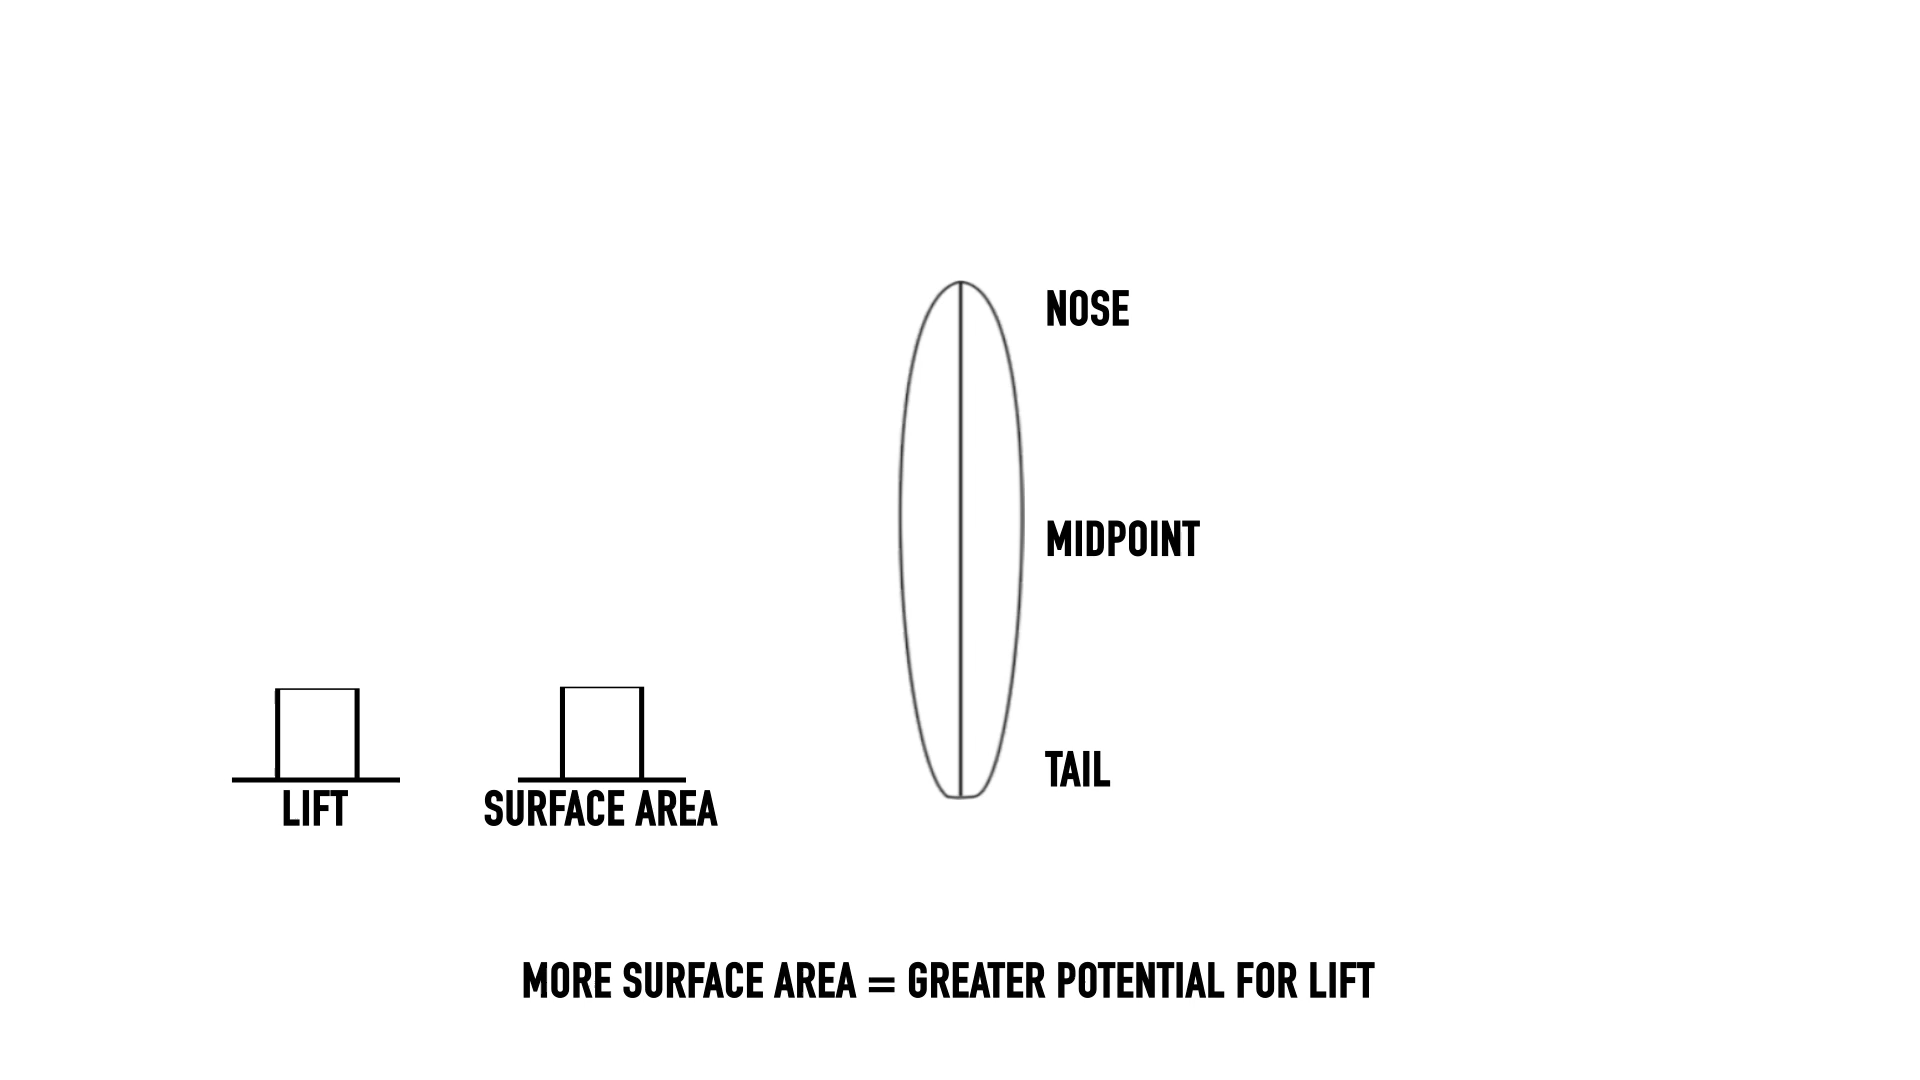 NOSE
MIDPOINT
TAIL
LIFT
SURFACE AREA
MORE SURFACE AREA = GREATER POTENTIAL FOR LIFT